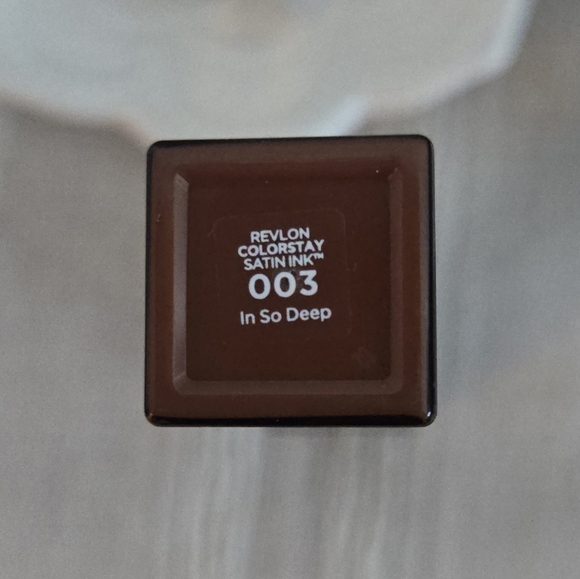 REVLON
COLORSTAY
SATIN INK™
003
In So Deep